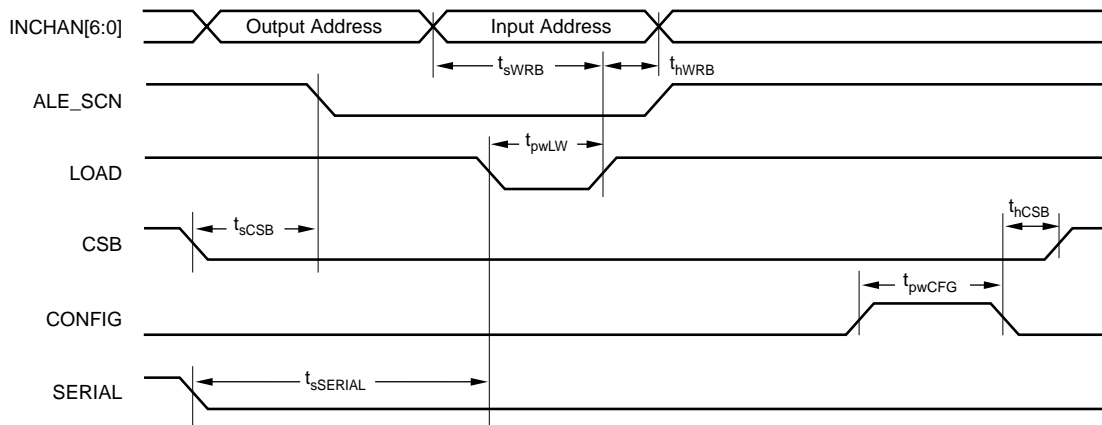 INCHAN[6:0]
Output Address
Input Address
tsWRB
thWRB
ALE_SCN
tpwLW
LOAD
tsCSB
thCSB
CSB
tpwCFG
CONFIG
tsSERIAL
SERIAL